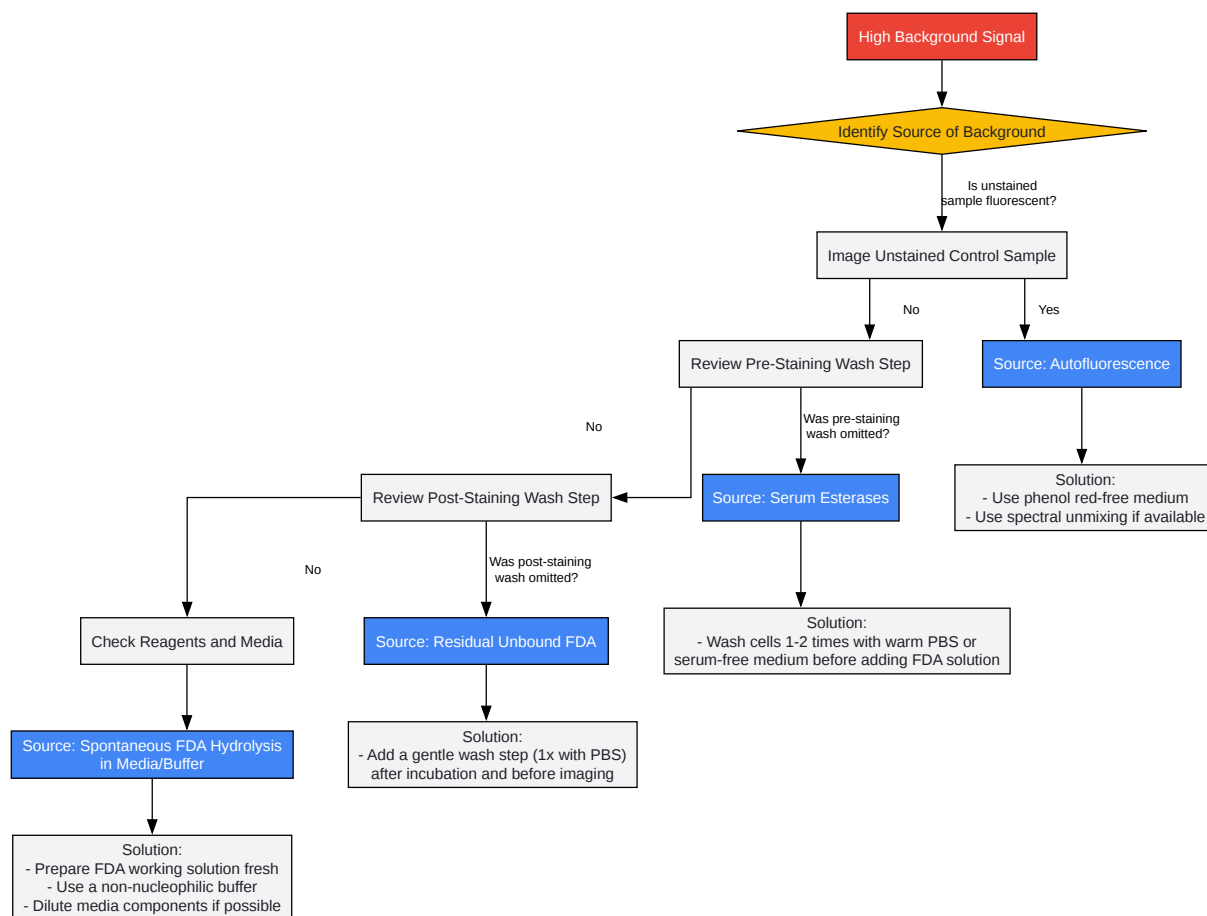 High Background Signal
Identify Source of Background
Is unstained
sample fluorescent?
Image Unstained Control Sample
No
Yes
Review Pre-Staining Wash Step
Source: Autofluorescence
Was pre-staining
wash omitted?
No
Solution:
- Use phenol red-free medium
- Use spectral unmixing if available
Review Post-Staining Wash Step
Source: Serum Esterases
Was post-staining
wash omitted?
No
Check Reagents and Media
Source: Residual Unbound FDA
Solution:
- Wash cells 1-2 times with warm PBS or
serum-free medium before adding FDA solution
Source: Spontaneous FDA Hydrolysis
in Media/Buffer
Solution:
- Add a gentle wash step (1x with PBS)
after incubation and before imaging
Solution:
- Prepare FDA working solution fresh
- Use a non-nucleophilic buffer
- Dilute media components if possible